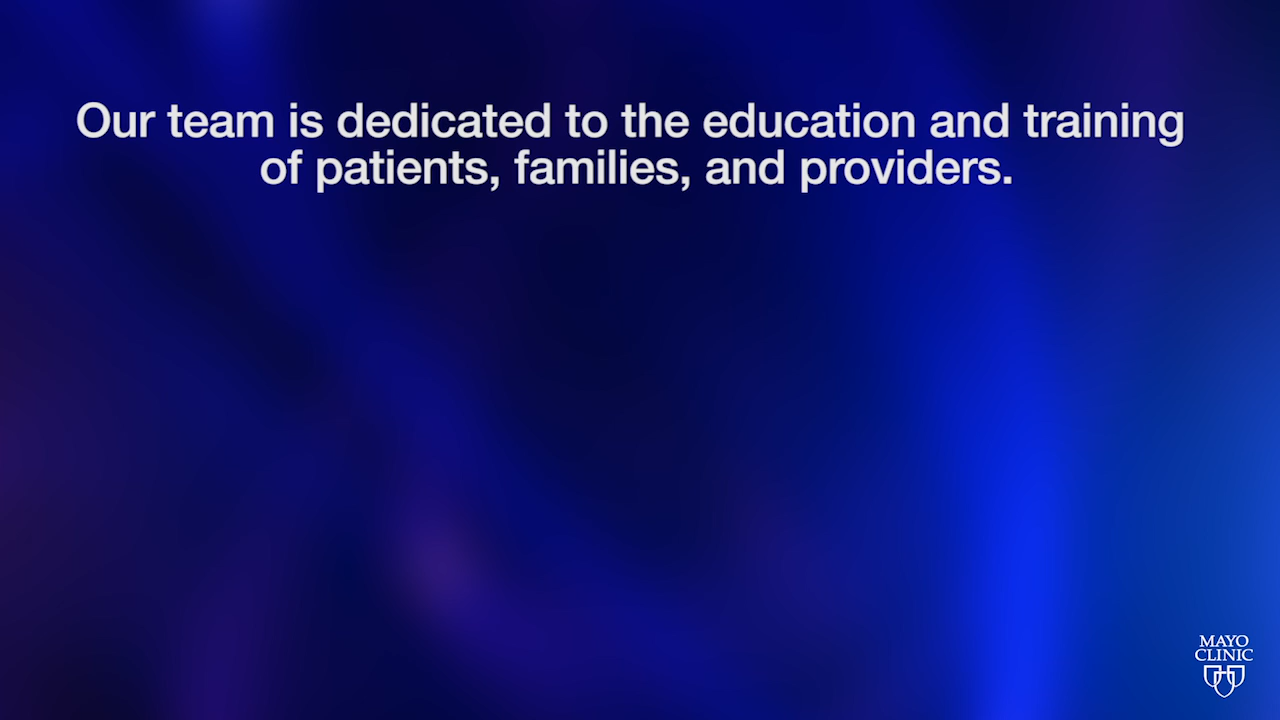 Our team is dedicated to the education and training
of patients, families, and providers.
MAYO
CLINIC